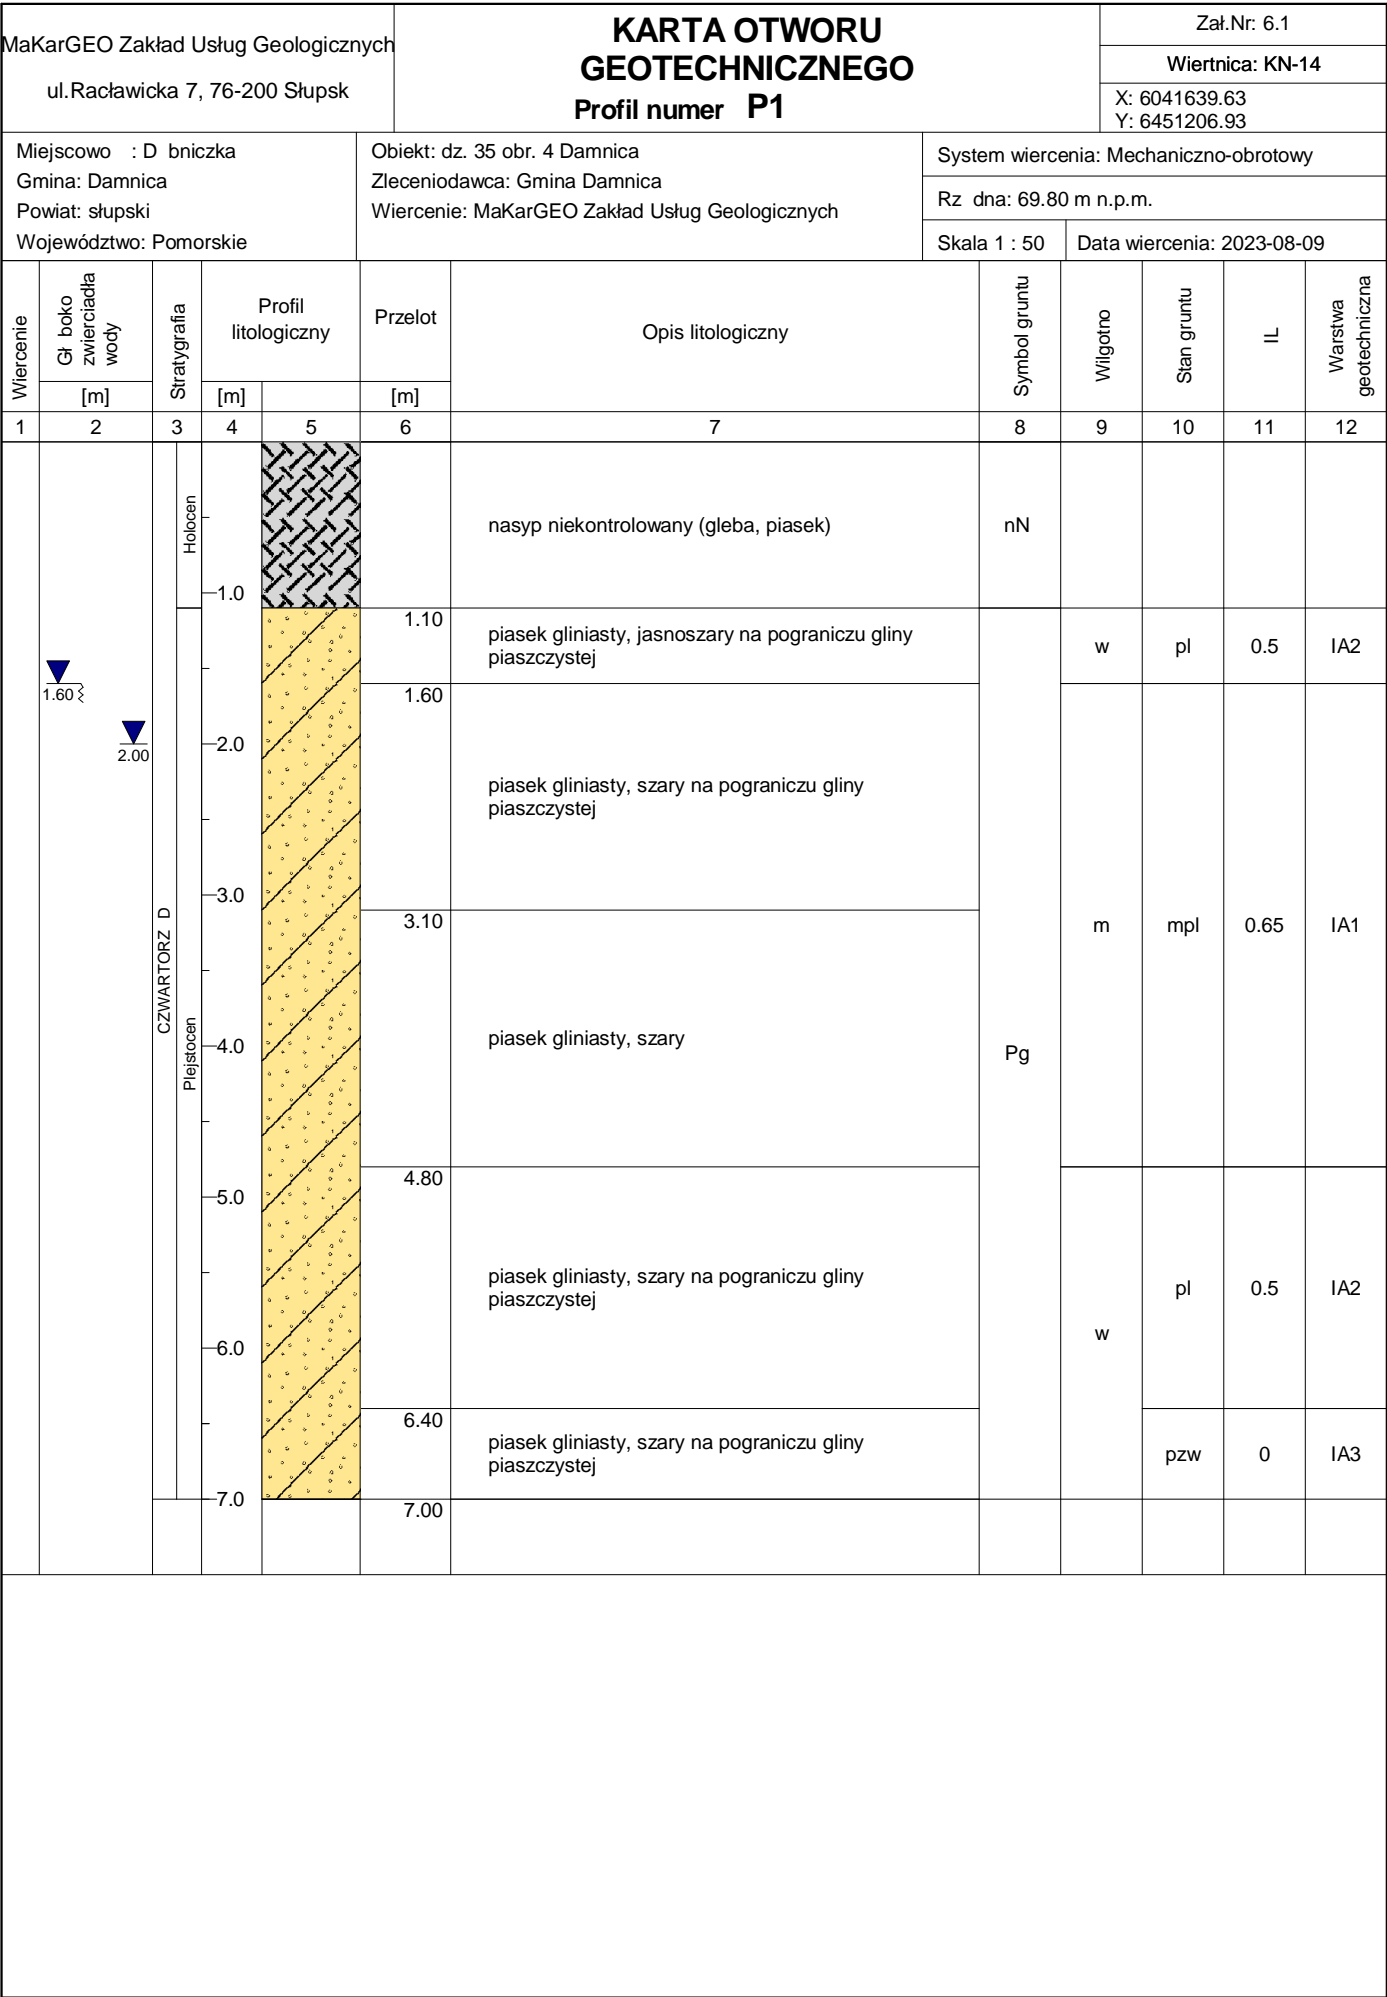 MaKarGEO Zakład Usług Geologicznych
ul.Racławicka 7, 76-200 Słupsk
KARTA OTWORU
GEOTECHNICZNEGO
Profil numer P1
Zał.Nr: 6.1
Wiertnica: KN-14
X: 6041639.63
Y: 6451206.93
Miejscowo : D bniczka
Gmina: Damnica
Powiat: słupski
Województwo: Pomorskie
Obiekt: dz. 35 obr. 4 Damnica
Zleceniodawca: Gmina Damnica
Wiercenie: MaKarGEO Zakład Usług Geologicznych
System wiercenia: Mechaniczno-obrotowy
Rz dna: 69.80 m n.p.m.
Skala 1 : 50
Data wiercenia: 2023-08-09
Wiercenie
Gł boko
zwierciadła
wody
[m]
Stratygrafia
Profil
litologiczny
[m]
Przelot
[m]
Opis litologiczny
Symbol gruntu
Wilgotno
Stan gruntu
IL
Warstwa
geotechniczna
1 2 3 4 5 6 7 8 9 10 11 12
Holocen
nasyp niekontrolowany (gleba, piasek)
nN
1.0
1.10
piasek gliniasty, jasnoszary na pograniczu gliny
piaszczystej
w pl 0.5 IA2
1.60
1.60
2.00
2.0
piasek gliniasty, szary na pograniczu gliny
piaszczystej
3.0
3.10
CZWARTORZ D
Plejstocen
m mpl 0.65 IA1
4.0
piasek gliniasty, szary
Pg
4.80
5.0
piasek gliniasty, szary na pograniczu gliny
piaszczystej
pl 0.5 IA2
w
6.0
6.40
piasek gliniasty, szary na pograniczu gliny
piaszczystej
pzw 0 IA3
7.0
7.00